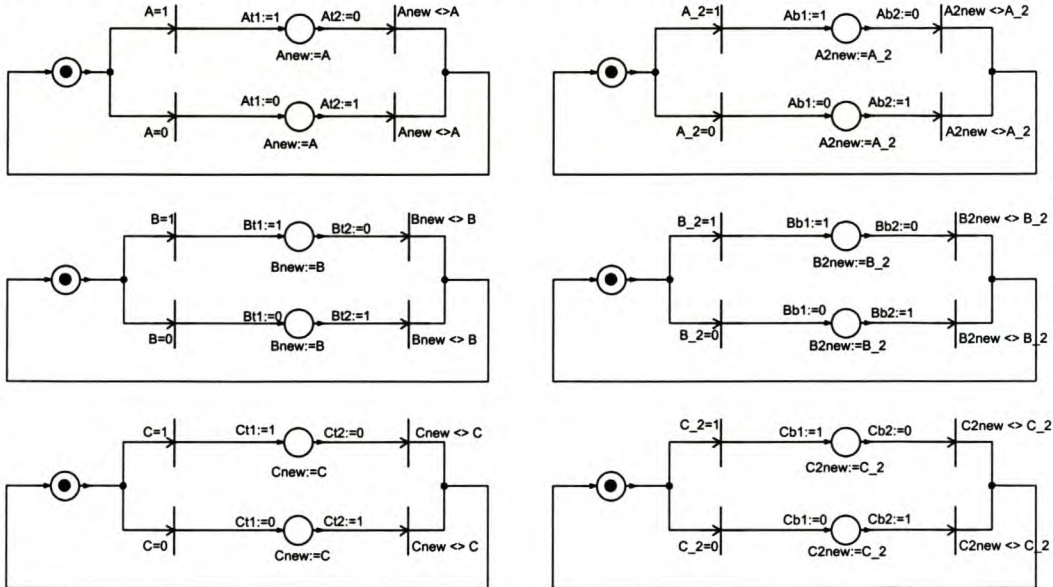 A=1
At1:=1
At2:=0
Anew <>A
Anew:=A
At1:=0
At2:=1
A=0
Anew:=A
Anew <>A
A_2=1
Ab1:=1
Ab2:=0
A2new <>A_2
A2new:=A_2
Ab1:=0
Ab2:=1
A_2=0
A2new:=A_2
A2new <>A_2
B=1
Bt1:=1
Bt2:=0
Bnew <> B
Bnew:=B
Bt1:=0
Bt2:=1
B=0
Bnew:=B
Bnew <> B
B_2=1
Bb1:=1
Bb2:=0
B2new <> B_2
B2new:=B_2
Bb1:=0
Bb2:=1
B_2=0
B2new:=B_2
B2new <> B_2
C=1
Ct1:=1
Ct2:=0
Cnew <> C
Cnew:=C
Ct1:=0
Ct2:=1
C=0
Cnew:=C
Cnew <> C
C_2=1
Cb1:=1
Cb2:=0
C2new <> C_2
C2new:=C_2
Cb1:=0
Cb2:=1
C_2=0
C2new:=C_2
C2new <> C_2